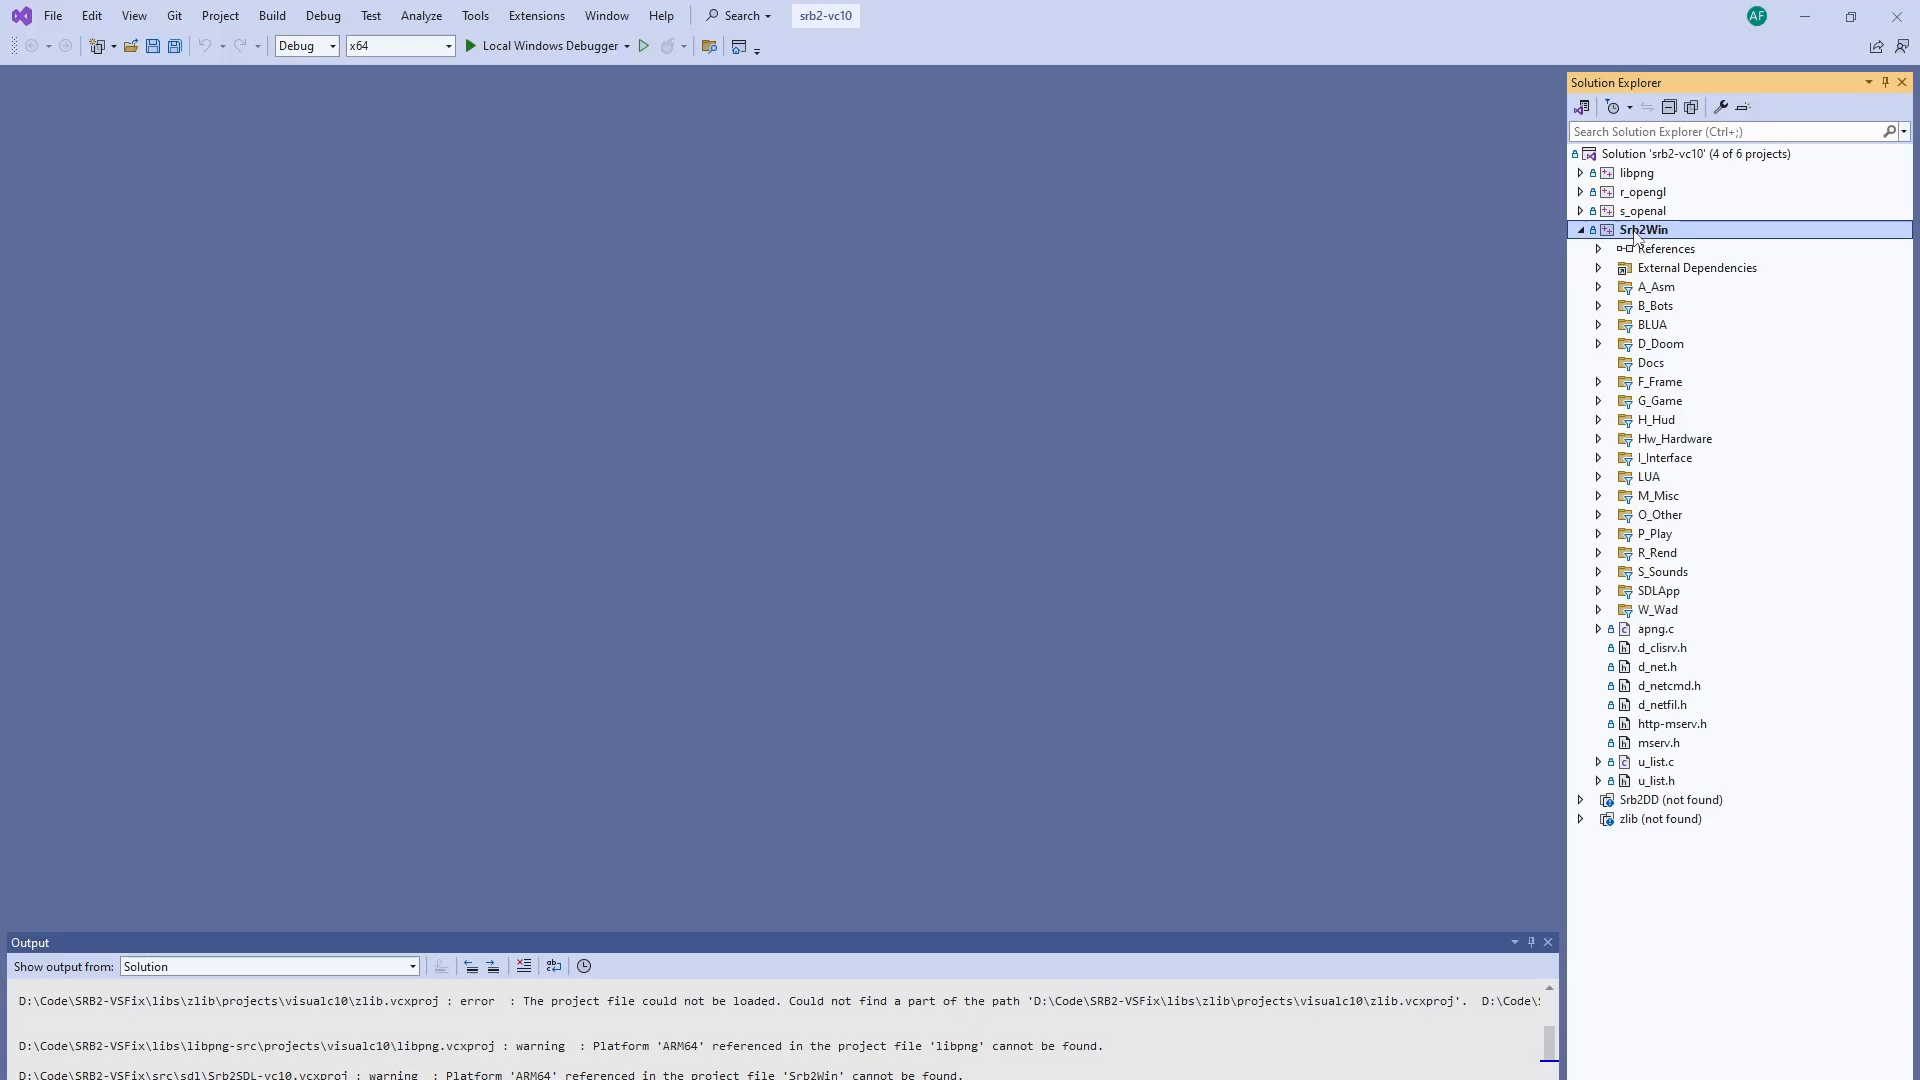 File Edit View Git Project Build Debug Test Analyze Tools Extensions Window Help Search srb2-vc10 AF
Debug x64 Local Windows Debugger
Solution Explorer
Search Solution Explorer (Ctrl+;)
Solution 'srb2-vc10' (4 of 6 projects)
libpng
r_opengl
s_openal
Srb2Win
References
External Dependencies
A_Asm
B_Bots
BLUA
D_Doom
Docs
F_Frame
G_Game
H_Hud
Hw_Hardware
I_Interface
LUA
M_Misc
O_Other
P_Play
R_Rend
S_Sounds
SDLApp
W_Wad
apng.c
d_clisrv.h
d_net.h
d_netcmd.h
d_netfil.h
http-mserv.h
mserv.h
u_list.c
u_list.h
Srb2DD (not found)
zlib (not found)
Output
Show output from: Solution
D:\Code\SRB2-VSFix\libs\zlib\projects\visualc10\zlib.vcxproj : error  : The project file could not be loaded. Could not find a part of the path 'D:\Code\SRB2-VSFix\libs\zlib\projects\visualc10\zlib.vcxproj'.  D:\Code\
D:\Code\SRB2-VSFix\libs\libpng-src\projects\visualc10\libpng.vcxproj : warning  : Platform 'ARM64' referenced in the project file 'libpng' cannot be found.
D:\Code\SRB2-VSFix\src\sdl\Srb2SDL-vc10.vcxproj : warning  : Platform 'ARM64' referenced in the project file 'Srb2Win' cannot be found.